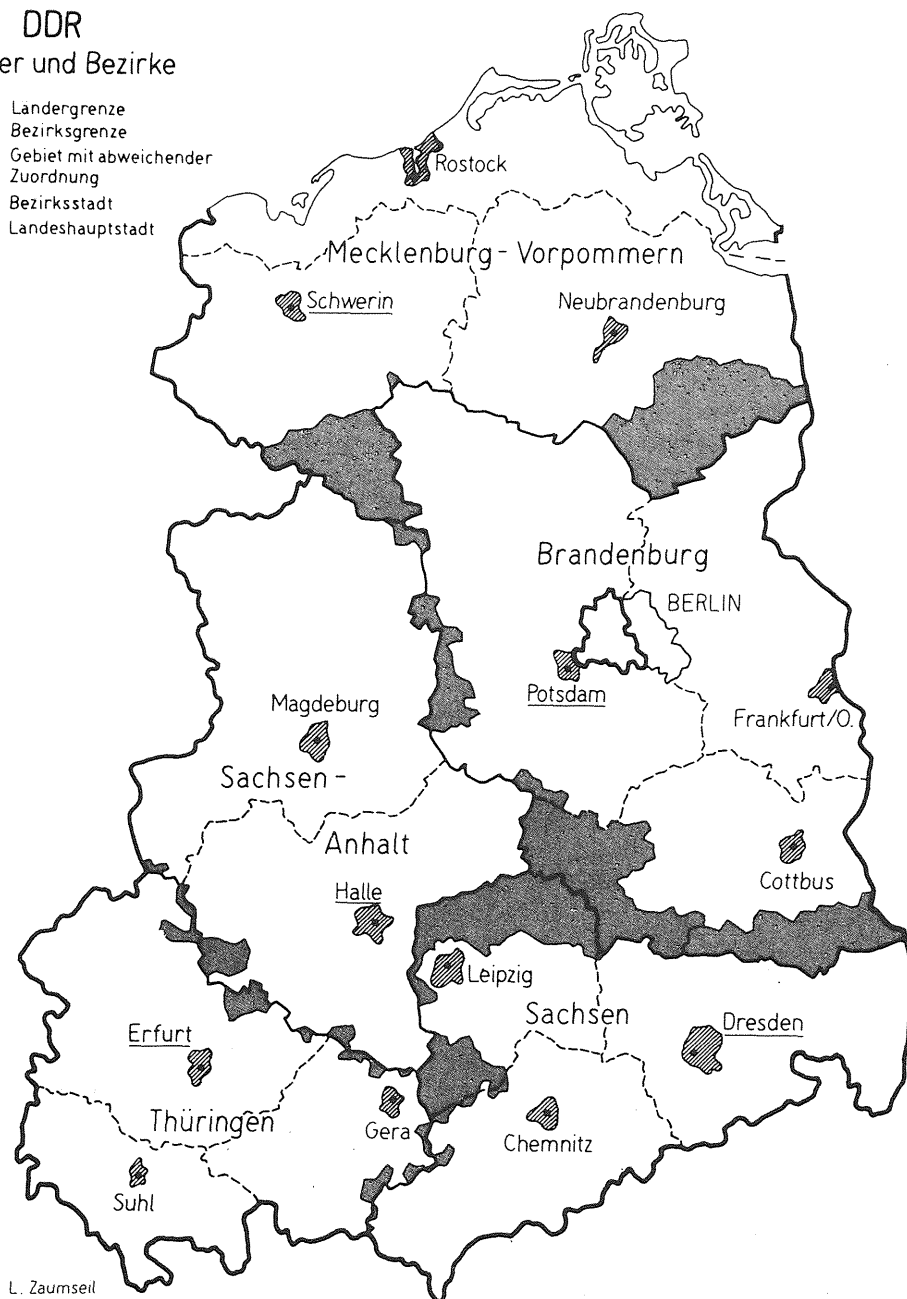 DDR
er und Bezirke
Ländergrenze
Bezirksgrenze
Gebiet mit abweichender
Zuordnung
Bezirksstadt
Landeshauptstadt
Rostock
Mecklenburg - Vorpommern
Schwerin
Neubrandenburg
Brandenburg
BERLIN
Potsdam
Frankfurt/O.
Magdeburg
Sachsen -
Anhalt
Cottbus
Halle
Leipzig
Sachsen
Dresden
Erfurt
Thüringen
Gera
Chemnitz
Suhl
L. Zaumseil